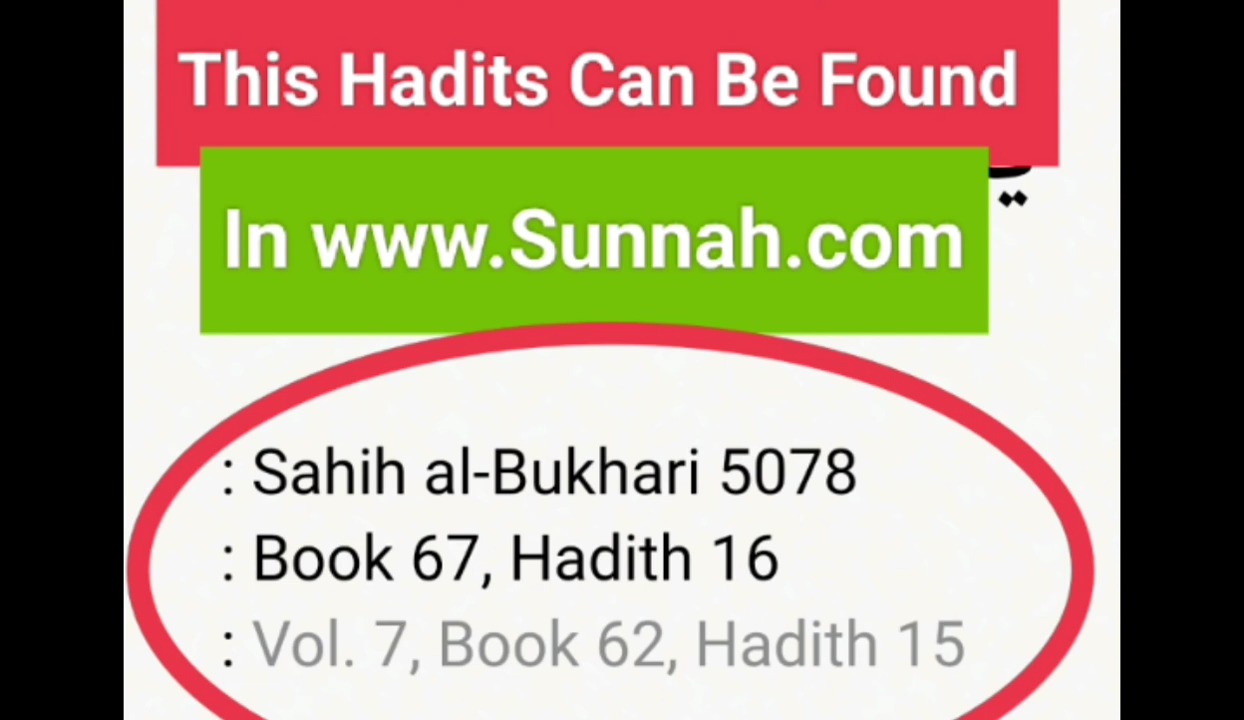 This Hadits Can Be Found
In www.Sunnah.com
: Sahih al-Bukhari 5078
: Book 67, Hadith 16
: Vol. 7, Book 62, Hadith 15